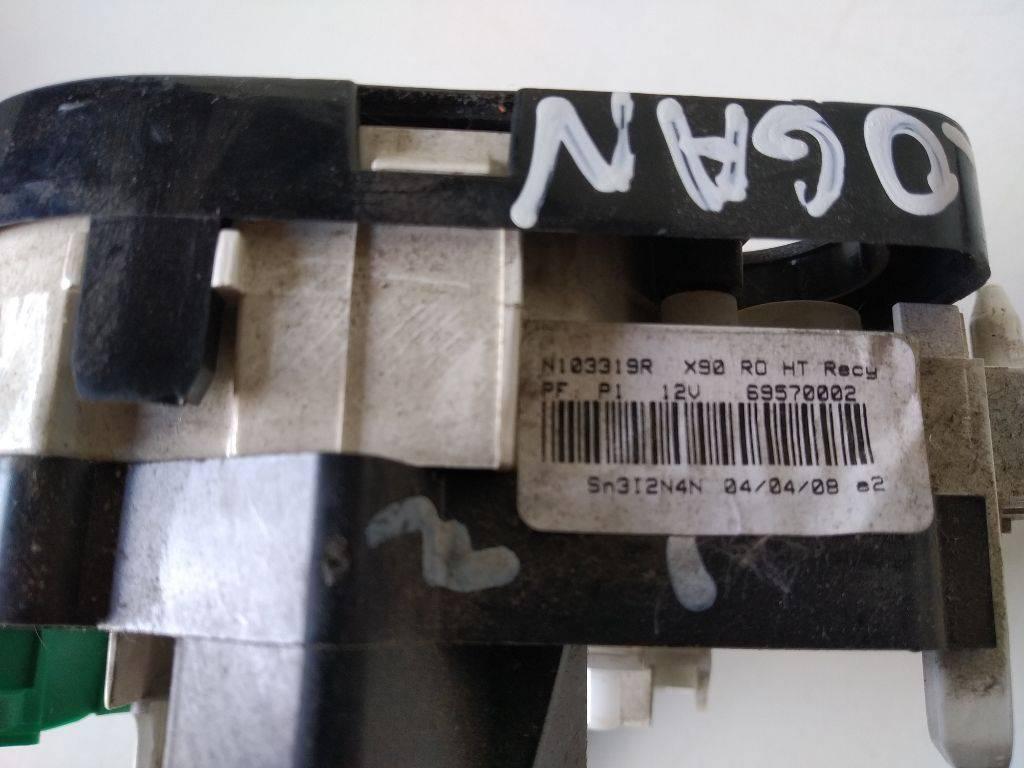 OGAN
N103319R X90 RO HT Recy
PF P1 12V 69570002
Sn3I2N4N 04/04/08 e2